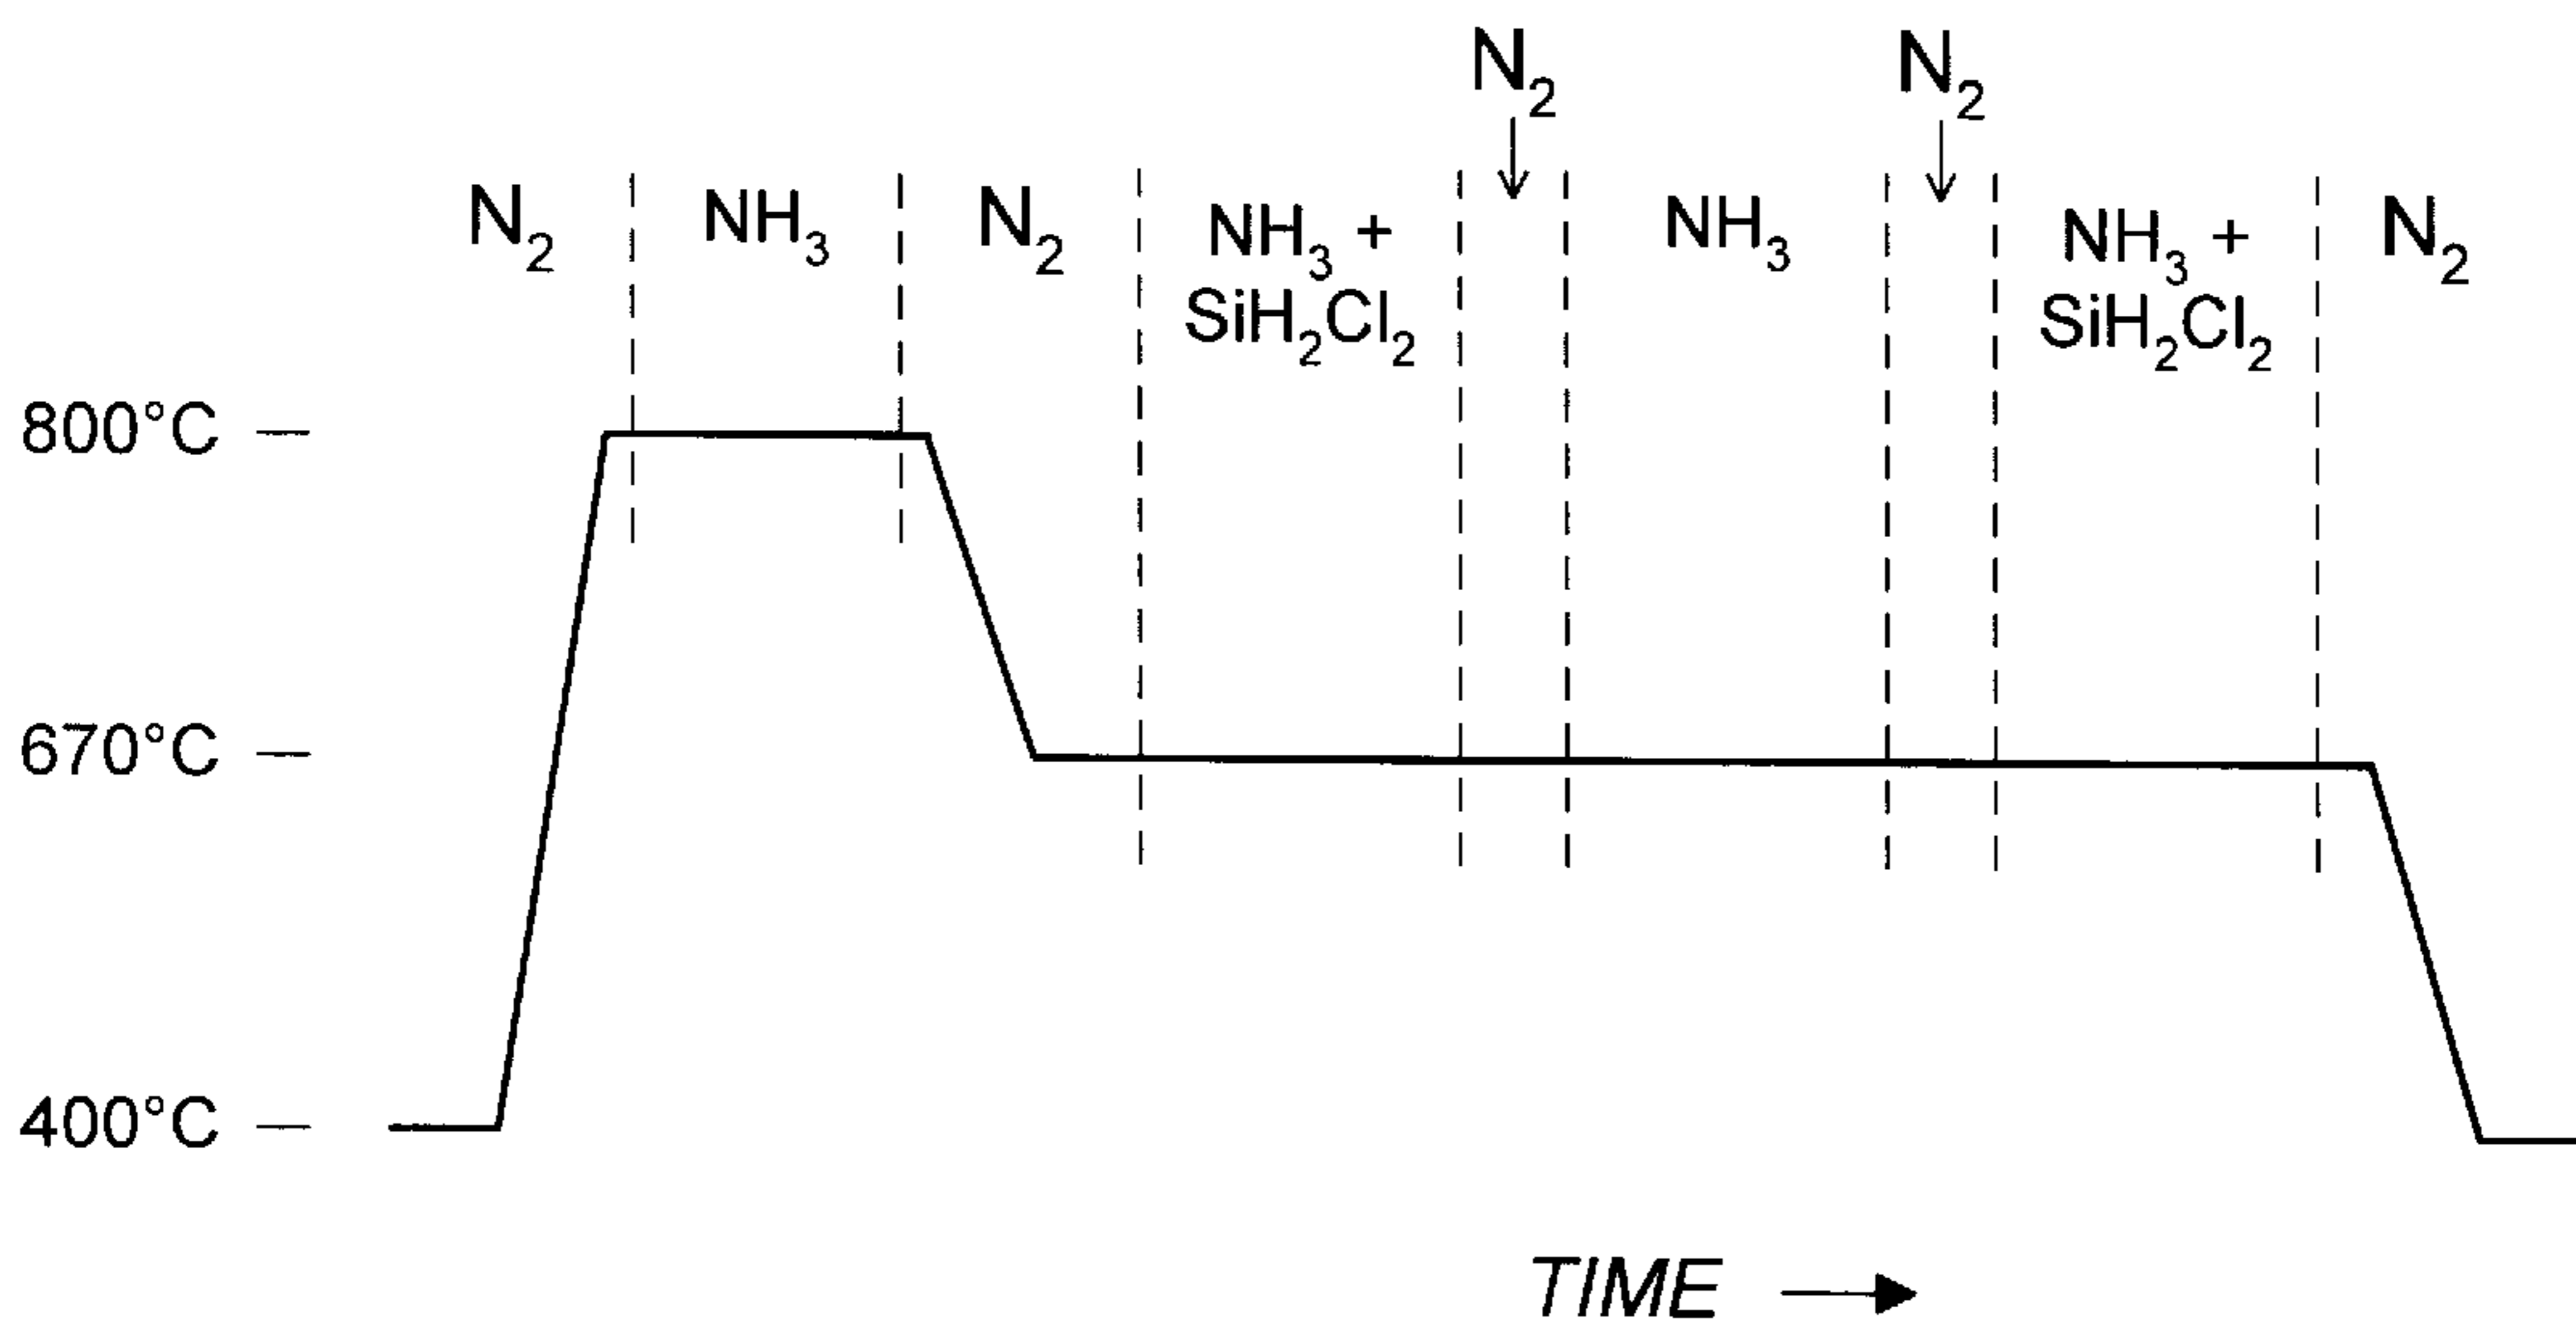 N₂ N₂
N₂ NH₃ N₂ NH₃ + NH₃ NH₃ + N₂
SiH₂Cl₂ SiH₂Cl₂
800°C
670°C
400°C
TIME